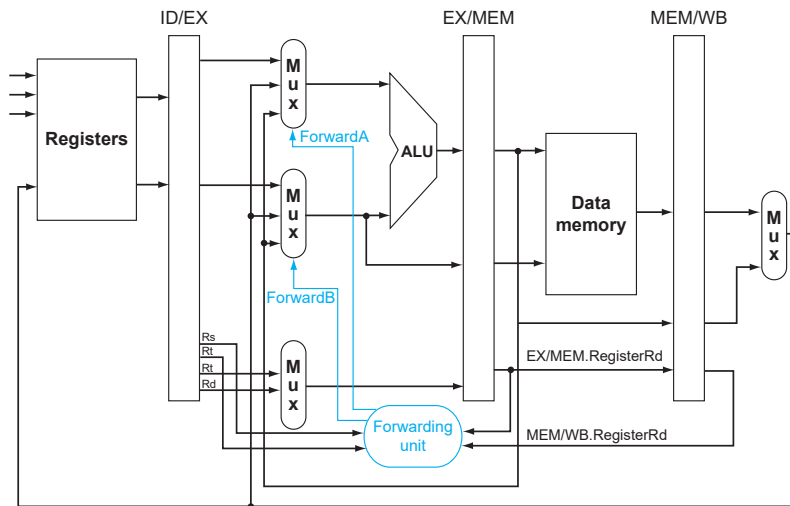 ID/EX
EX/MEM
MEM/WB
M
u
x
Registers
ForwardA
ALU
M
u
x
Data
memory
M
u
x
ForwardB
Rs
Rt
Rt
Rd
M
u
x
EX/MEM.RegisterRd
Forwarding
unit
MEM/WB.RegisterRd